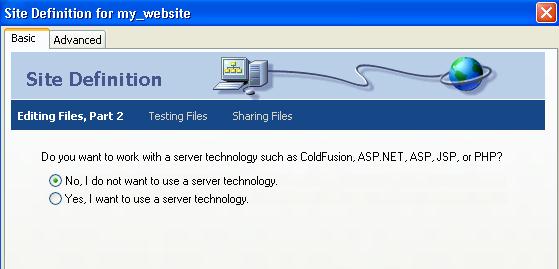 Site Definition for my_website
Basic Advanced
Site Definition
Editing Files, Part 2 Testing Files Sharing Files
Do you want to work with a server technology such as ColdFusion, ASP.NET, ASP, JSP, or PHP?
No, I do not want to use a server technology.
Yes, I want to use a server technology.